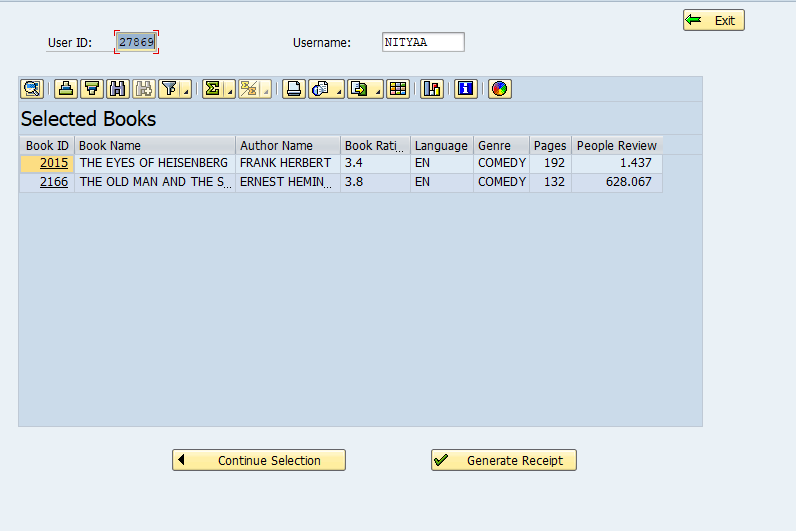 Exit
User ID: 27869 Username: NITYAA
Selected Books
Book ID Book Name Author Name Book Rati... Language Genre Pages People Review
2015 THE EYES OF HEISENBERG FRANK HERBERT 3.4 EN COMEDY 192 1.437
2166 THE OLD MAN AND THE S... ERNEST HEMIN... 3.8 EN COMEDY 132 628.067
Continue Selection Generate Receipt